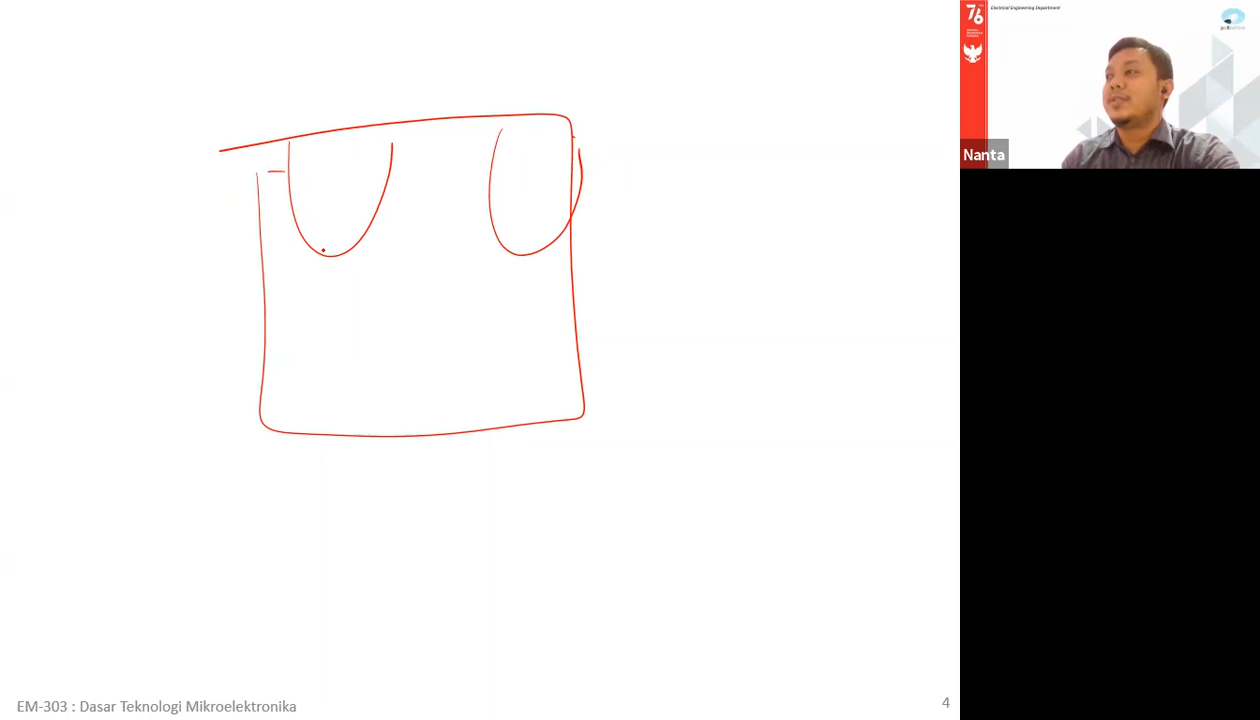 76
Electrical Engineering Department
Nanta
EM-303 : Dasar Teknologi Mikroelektronika
4